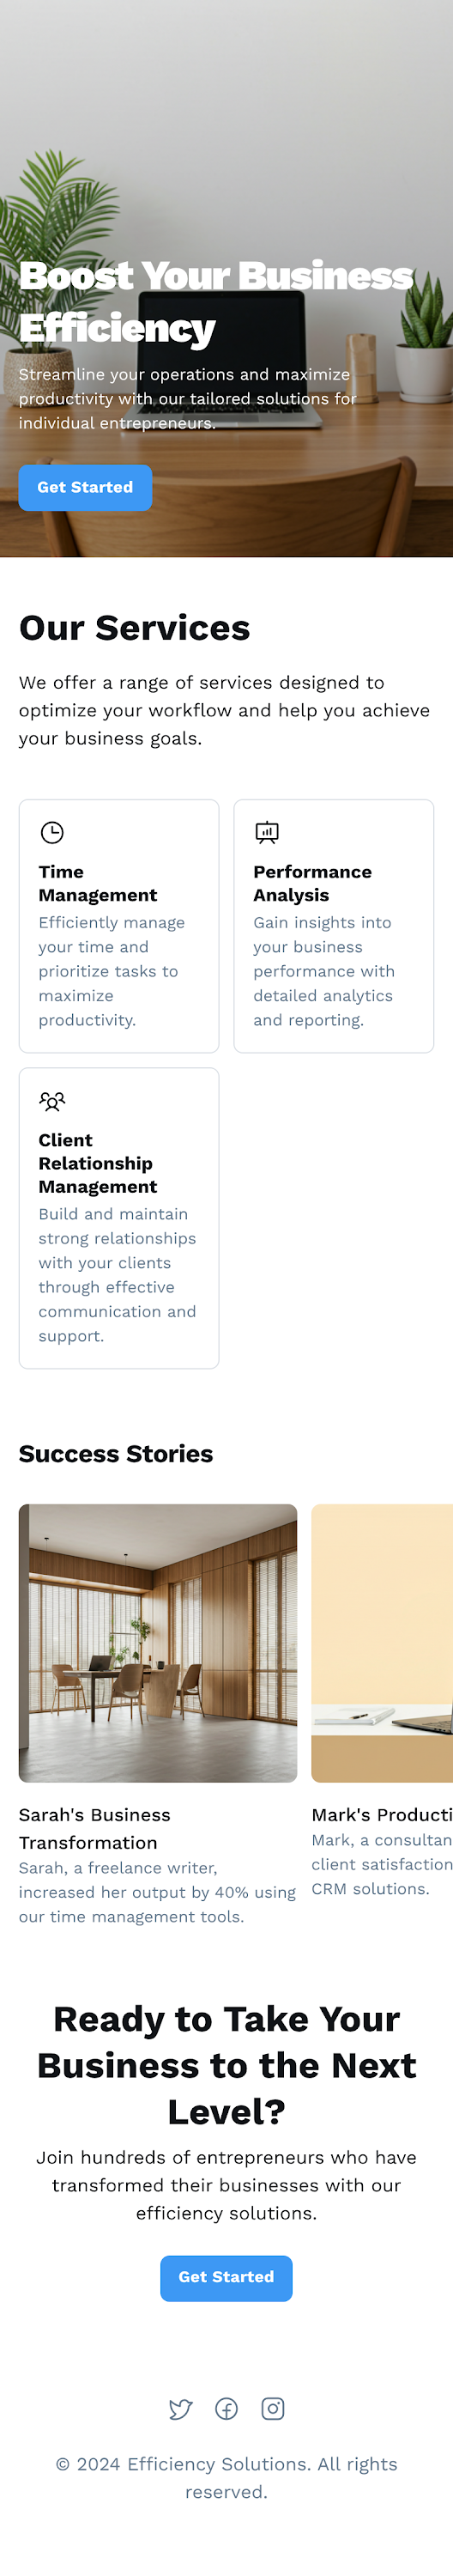 Boost Your Business
Efficiency
Streamline your operations and maximize
productivity with our tailored solutions for
individual entrepreneurs.
Get Started
Our Services
We offer a range of services designed to
optimize your workflow and help you achieve
your business goals.
Time
Management
Efficiently manage
your time and
prioritize tasks to
maximize
productivity.
Performance
Analysis
Gain insights into
your business
performance with
detailed analytics
and reporting.
Client
Relationship
Management
Build and maintain
strong relationships
with your clients
through effective
communication and
support.
Success Stories
Sarah's Business
Transformation
Sarah, a freelance writer,
increased her output by 40% using
our time management tools.
Mark's Producti
Mark, a consultan
client satisfaction
CRM solutions.
Ready to Take Your
Business to the Next
Level?
Join hundreds of entrepreneurs who have
transformed their businesses with our
efficiency solutions.
Get Started
© 2024 Efficiency Solutions. All rights
reserved.